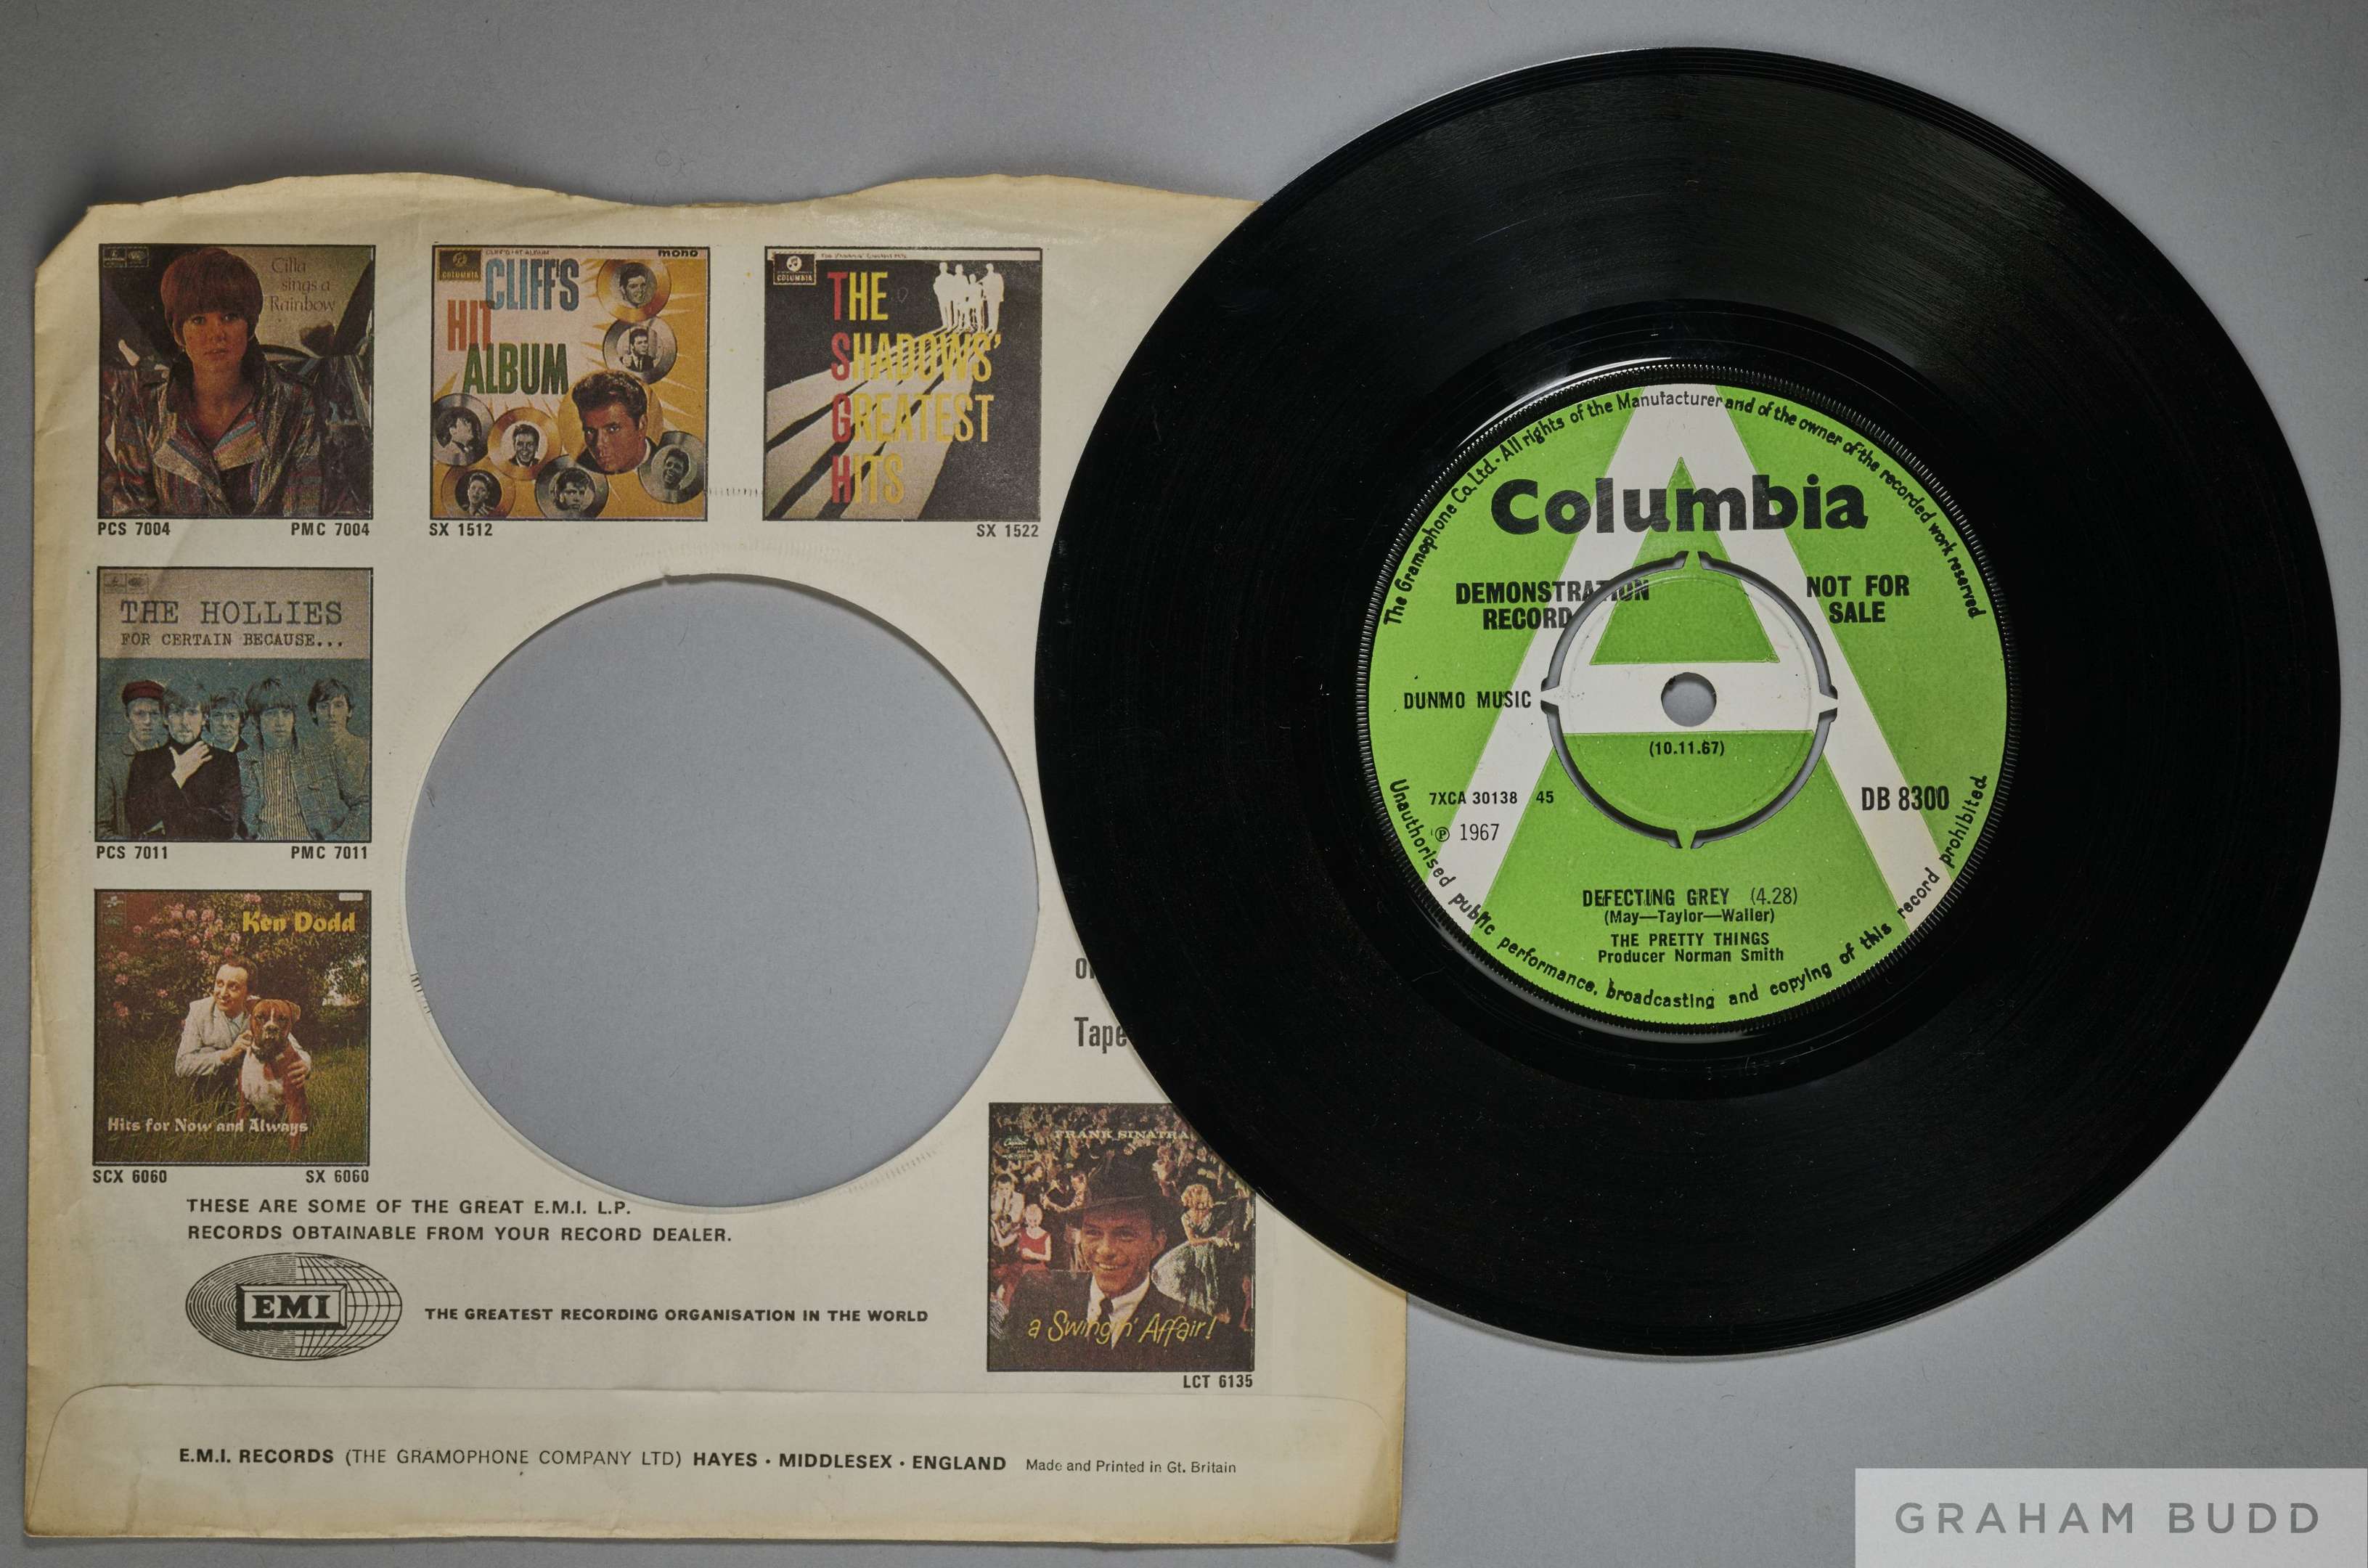 Cilla
sings a
Rainbow
PCS 7004 PMC 7004
COLUMBIA
CLIFF'S HIT ALBUM
mono
CLIFF'S
HIT
ALBUM
SX 1512
COLUMBIA
THE
SHADOWS'
GREATEST
HITS
SX 1522
THE HOLLIES
FOR CERTAIN BECAUSE...
PCS 7011 PMC 7011
Ken Dodd
Hits for Now and Always
SCX 6060 SX 6060
Tape
FRANK SINATRA
a Swingin' Affair!
LCT 6135
THESE ARE SOME OF THE GREAT E.M.I. L.P.
RECORDS OBTAINABLE FROM YOUR RECORD DEALER.
EMI
THE GREATEST RECORDING ORGANISATION IN THE WORLD
E.M.I. RECORDS (THE GRAMOPHONE COMPANY LTD) HAYES · MIDDLESEX · ENGLAND Made and Printed in Gt. Britain
The Gramophone Co. Ltd. · All rights of the Manufacturer and of the owner of the recorded work reserved
A
Columbia
DEMONSTRATION
RECORD
NOT FOR
SALE
DUNMO MUSIC
(10.11.67)
7XCA 30138 45
DB 8300
℗ 1967
DEFECTING GREY (4.28)
(May—Taylor—Waller)
THE PRETTY THINGS
Producer Norman Smith
Unauthorised public performance, broadcasting and copying of this record prohibited.
GRAHAM BUDD